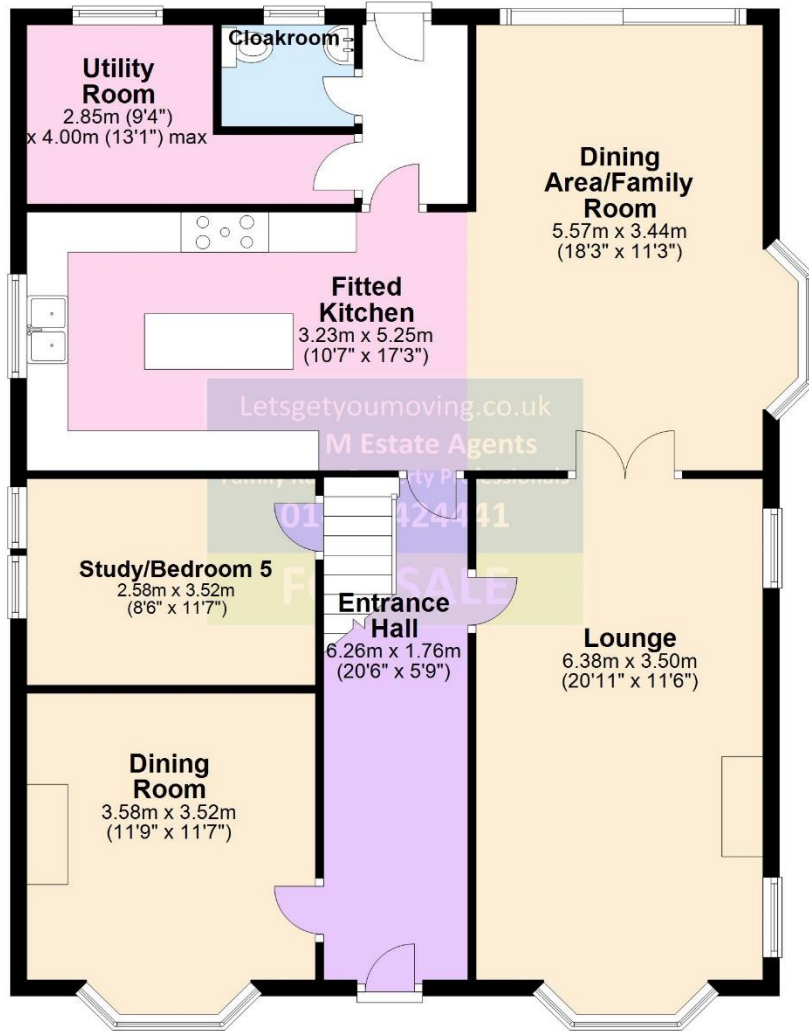 Cloakroom
Utility
Room
2.85m (9'4")
x 4.00m (13'1") max
Dining
Area/Family
Room
5.57m x 3.44m
(18'3" x 11'3")
Fitted
Kitchen
3.23m x 5.25m
(10'7" x 17'3")
Letsgetyoumoving.co.uk
M Estate Agents
Family
424441
SALE
Study/Bedroom 5
2.58m x 3.52m
(8'6" x 11'7")
Entrance
Hall
6.26m x 1.76m
(20'6" x 5'9")
Lounge
6.38m x 3.50m
(20'11" x 11'6")
Dining
Room
3.58m x 3.52m
(11'9" x 11'7")